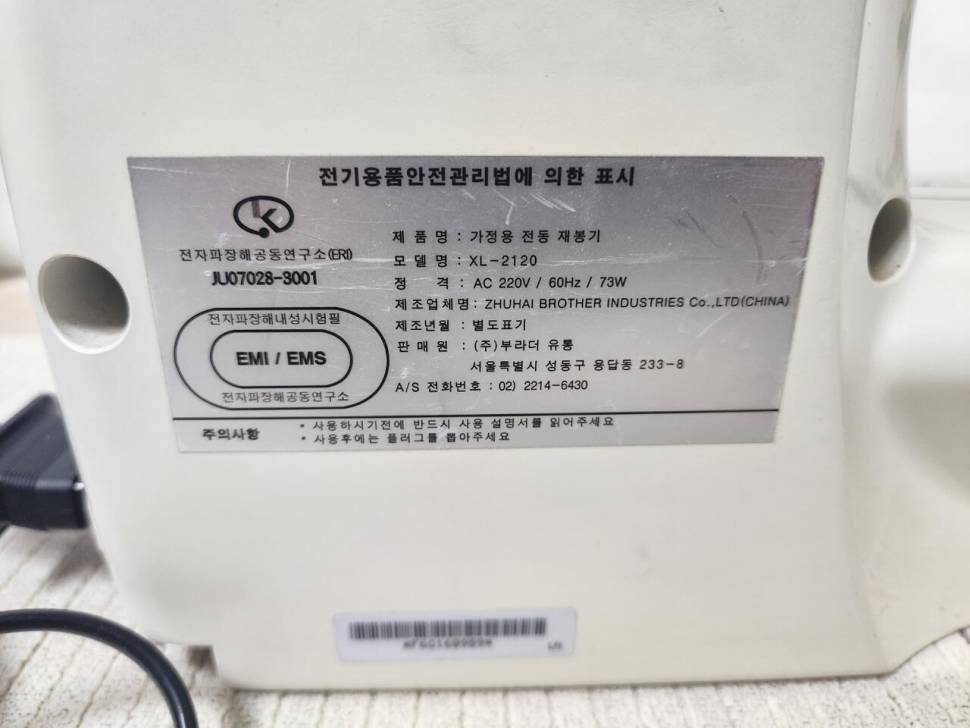 전기용품안전관리법에 의한 표시
전자파장해공동연구소(ERI)
JU07028-3001
전자파장해내성시험필
EMI / EMS
전자파장해공동연구소
제 품 명 : 가정용 전동 재봉기
모 델 명 : XL-2120
정 격 : AC 220V / 60Hz / 73W
제조업체명 : ZHUHAI BROTHER INDUSTRIES Co.,LTD(CHINA)
제조년월 : 별도표기
판 매 원 : (주)부라더 유통
서울특별시 성동구 용답동 233-8
A/S 전화번호 : 02) 2214-6430
주의사항
• 사용하시기전에 반드시 사용 설명서를 읽어주세요
• 사용후에는 플러그를 뽑아주세요